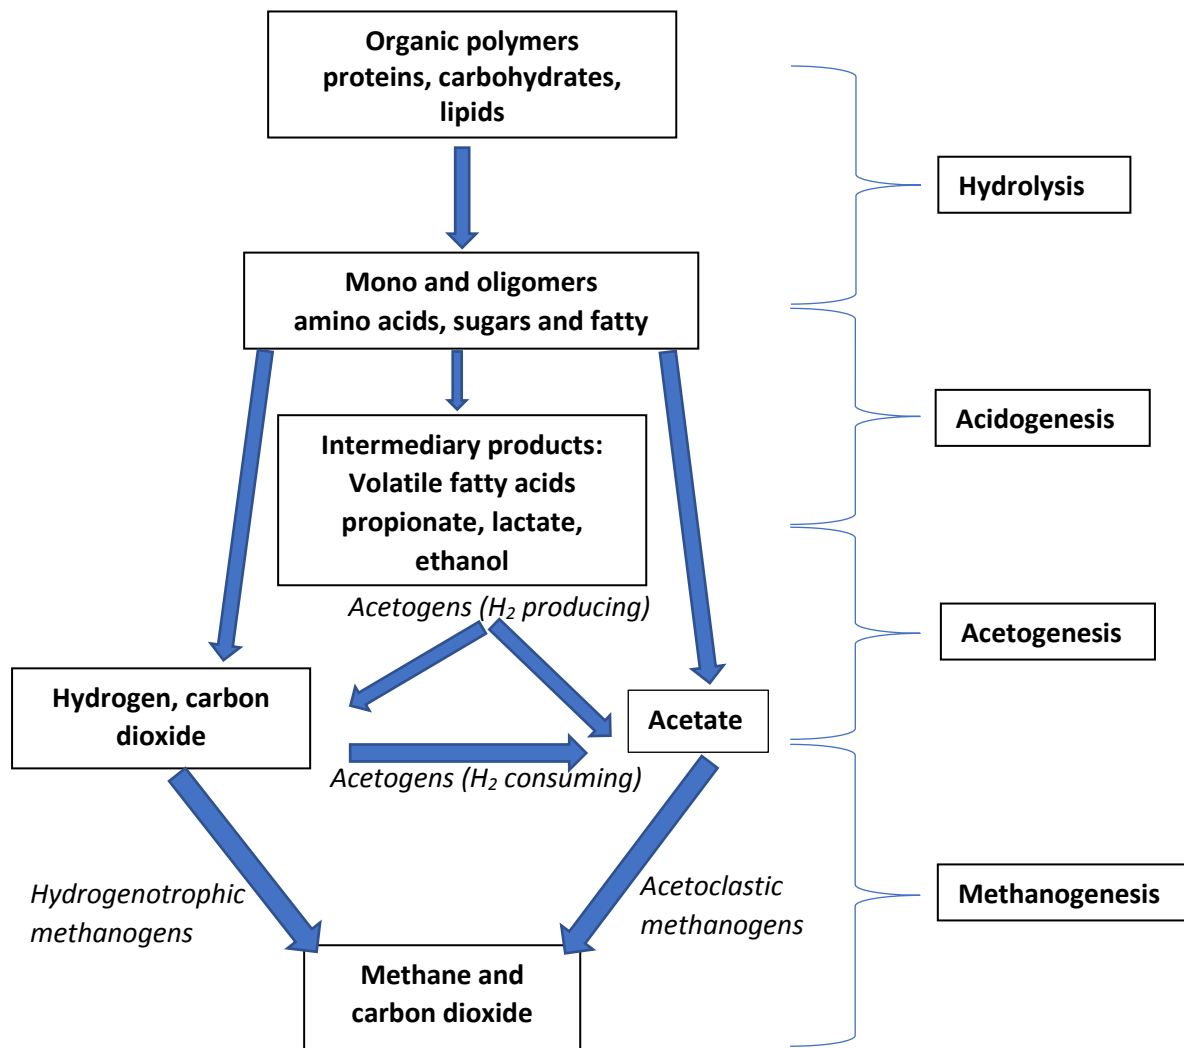 Organic polymers
proteins, carbohydrates,
lipids
Hydrolysis
Mono and oligomers
amino acids, sugars and fatty
Acidogenesis
Intermediary products:
Volatile fatty acids
propionate, lactate,
ethanol
Acetogens (H₂ producing)
Acetogenesis
Hydrogen, carbon
dioxide
Acetate
Acetogens (H₂ consuming)
Hydrogenotrophic
methanogens
Acetoclastic
methanogens
Methanogenesis
Methane and
carbon dioxide